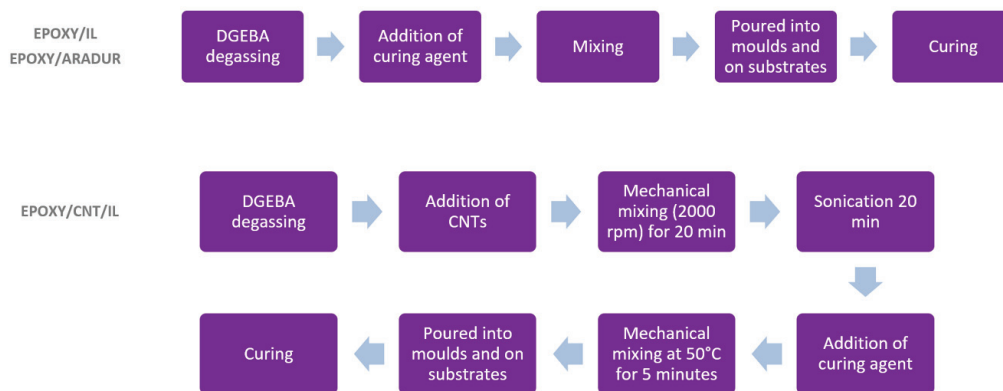 EPOXY/IL
EPOXY/ARADUR
DGEBA
degassing
Addition of
curing agent
Mixing
Poured into
moulds and
on substrates
Curing
EPOXY/CNT/IL
DGEBA
degassing
Addition of
CNTs
Mechanical
mixing (2000
rpm) for 20 min
Sonication 20
min
Addition of
curing agent
Mechanical
mixing at 50°C
for 5 minutes
Poured into
moulds and on
substrates
Curing